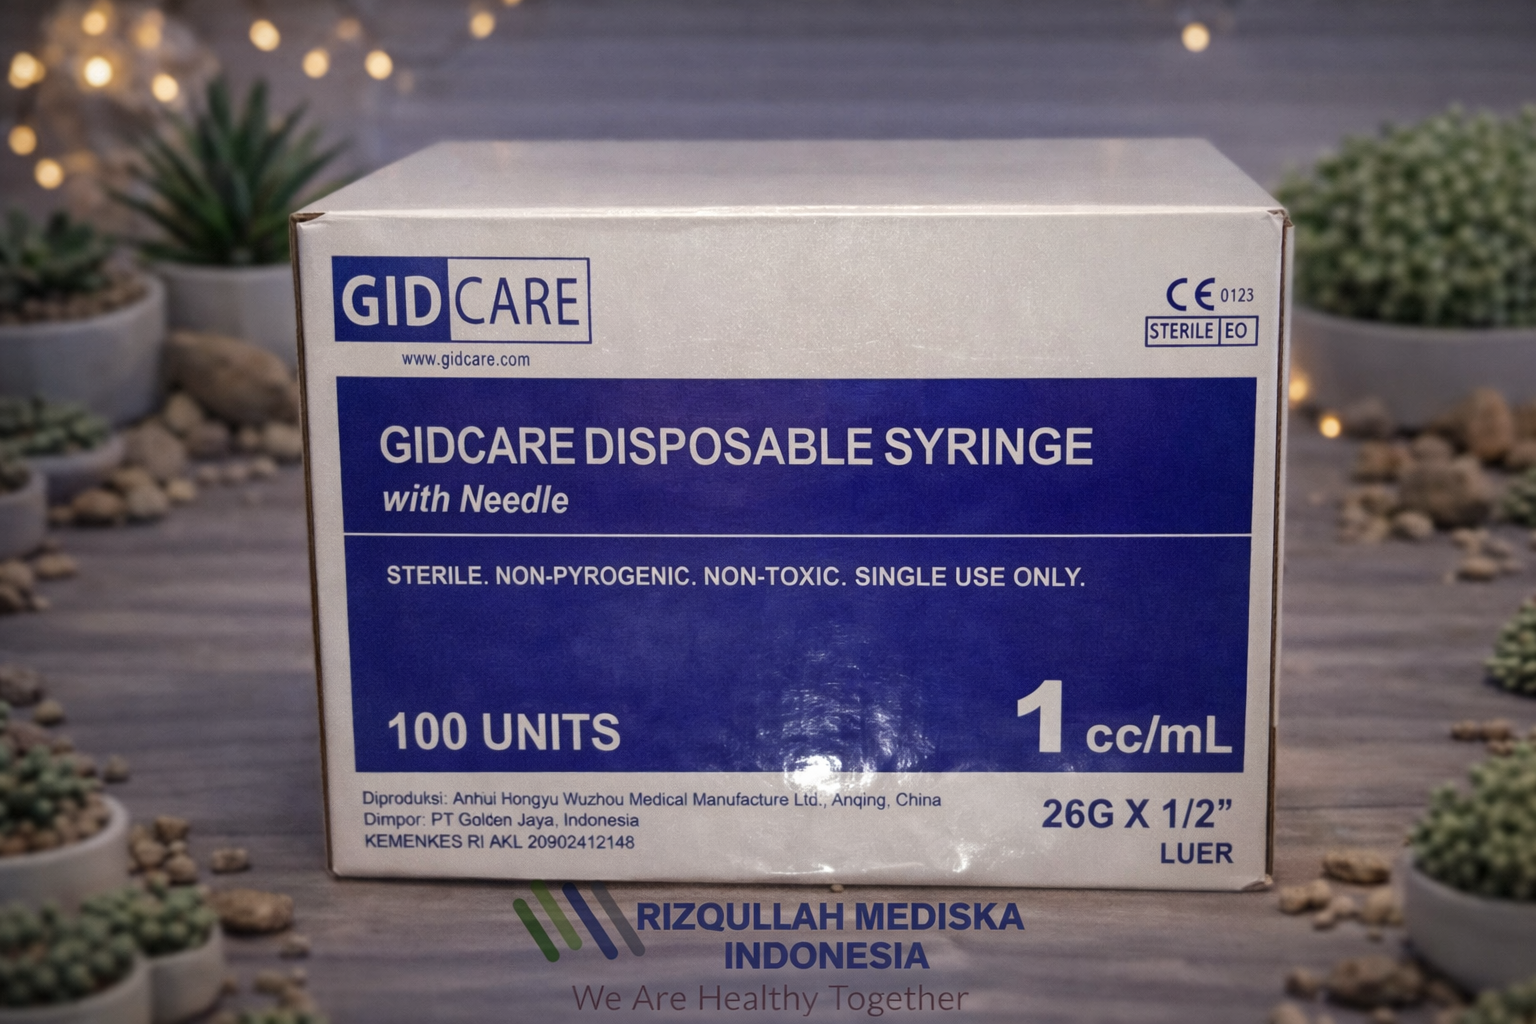 GIDCARE
www.gidcare.com
CE 0123
STERILE EO
GIDCARE DISPOSABLE SYRINGE
with Needle
STERILE. NON-PYROGENIC. NON-TOXIC. SINGLE USE ONLY.
100 UNITS
1 cc/mL
Diproduksi: Anhui Hongyu Wuzhou Medical Manufacture Ltd., Anqing, China
Dimpor: PT Golden Jaya, Indonesia
KEMENKES RI AKL 20902412148
26G X 1/2”
LUER
RIZQULLAH MEDISKA
INDONESIA
We Are Healthy Together